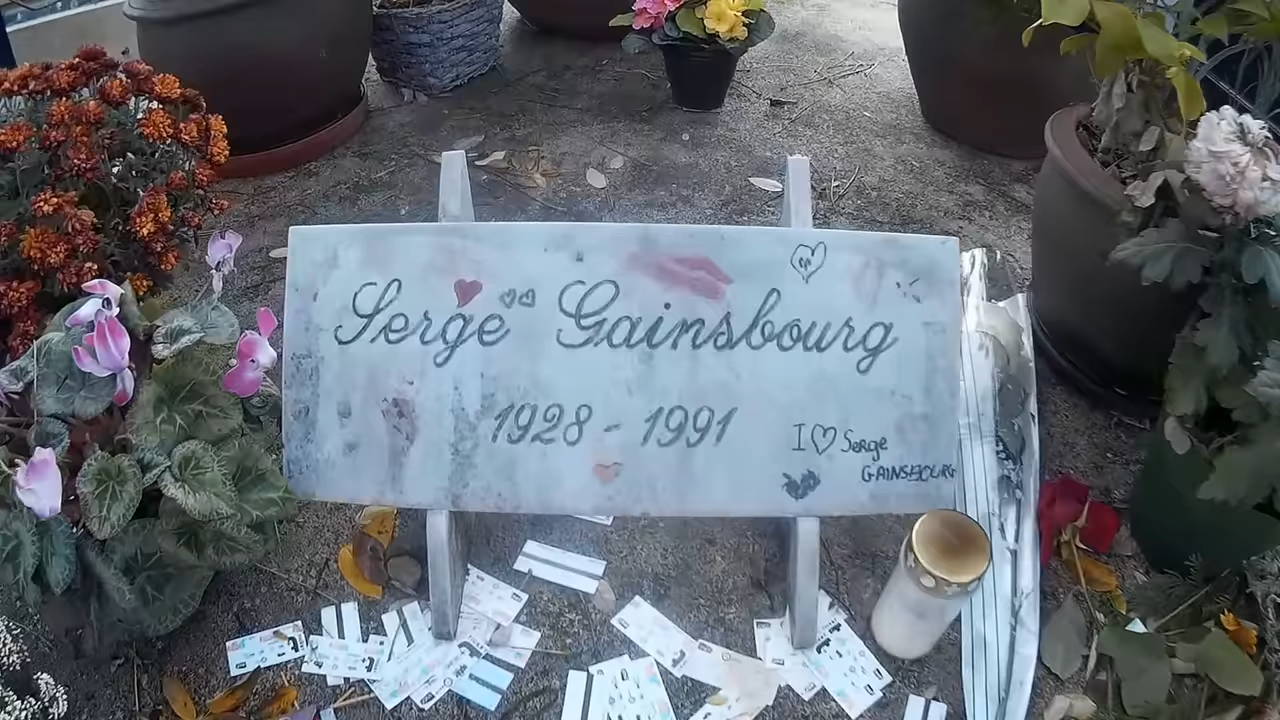 Serge Gainsbourg
1928 - 1991
I ♡ Serge
GAINSBOURG